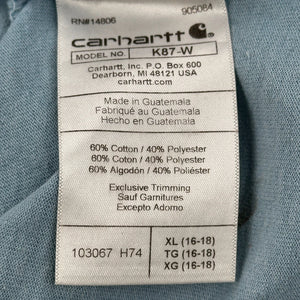 RN#14806 905084
carhartt
MODEL NO. K87-W
Carhartt, Inc. P.O. Box 600
Dearborn, MI 48121 USA
carhartt.com
Made in Guatemala
Fabriqué au Guatemala
Hecho en Guatemala
60% Cotton / 40% Polyester
60% Coton / 40% Polyester
60% Algodón / 40% Poliéster
Exclusive Trimming
Sauf Garnitures
Excepto Adorno
103067 H74
XL (16-18)
TG (16-18)
XG (16-18)